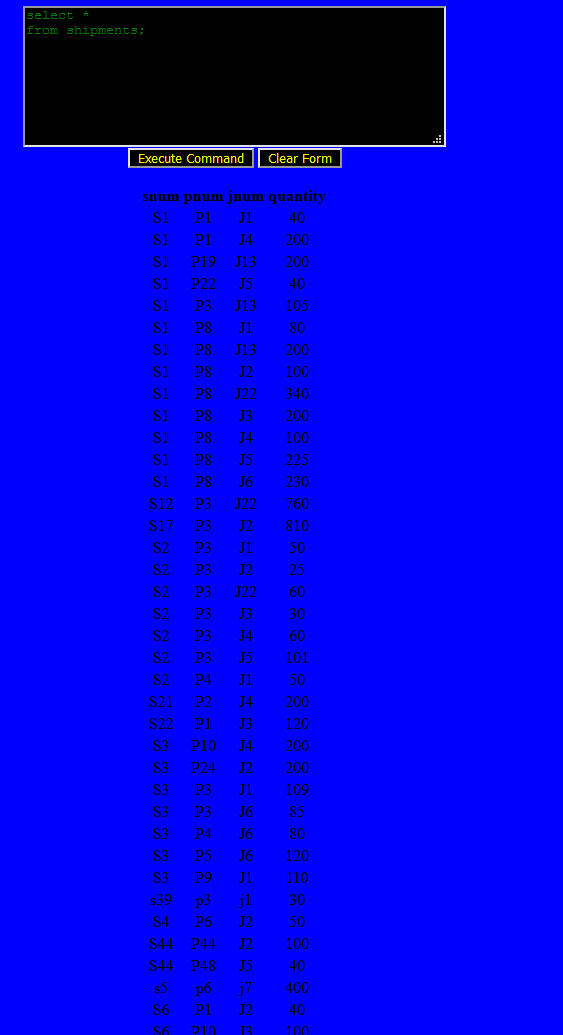 select *
from shipments;
Execute Command Clear Form
snum pnum jnum quantity
S1 P1 J1 40
S1 P1 J4 200
S1 P19 J13 200
S1 P22 J5 40
S1 P3 J13 105
S1 P8 J1 80
S1 P8 J13 200
S1 P8 J2 100
S1 P8 J22 340
S1 P8 J3 200
S1 P8 J4 100
S1 P8 J5 225
S1 P8 J6 230
S12 P3 J22 760
S17 P3 J2 810
S2 P3 J1 50
S2 P3 J2 25
S2 P3 J22 60
S2 P3 J3 30
S2 P3 J4 60
S2 P3 J5 101
S2 P4 J1 50
S21 P2 J4 200
S22 P1 J3 120
S3 P10 J4 200
S3 P24 J2 200
S3 P3 J1 109
S3 P3 J6 85
S3 P4 J6 80
S3 P5 J6 120
S3 P9 J1 110
s39 p3 j1 30
S4 P6 J2 50
S44 P44 J2 100
S44 P48 J5 40
s5 p6 j7 400
S6 P1 J2 40
S6 P10 J3 100